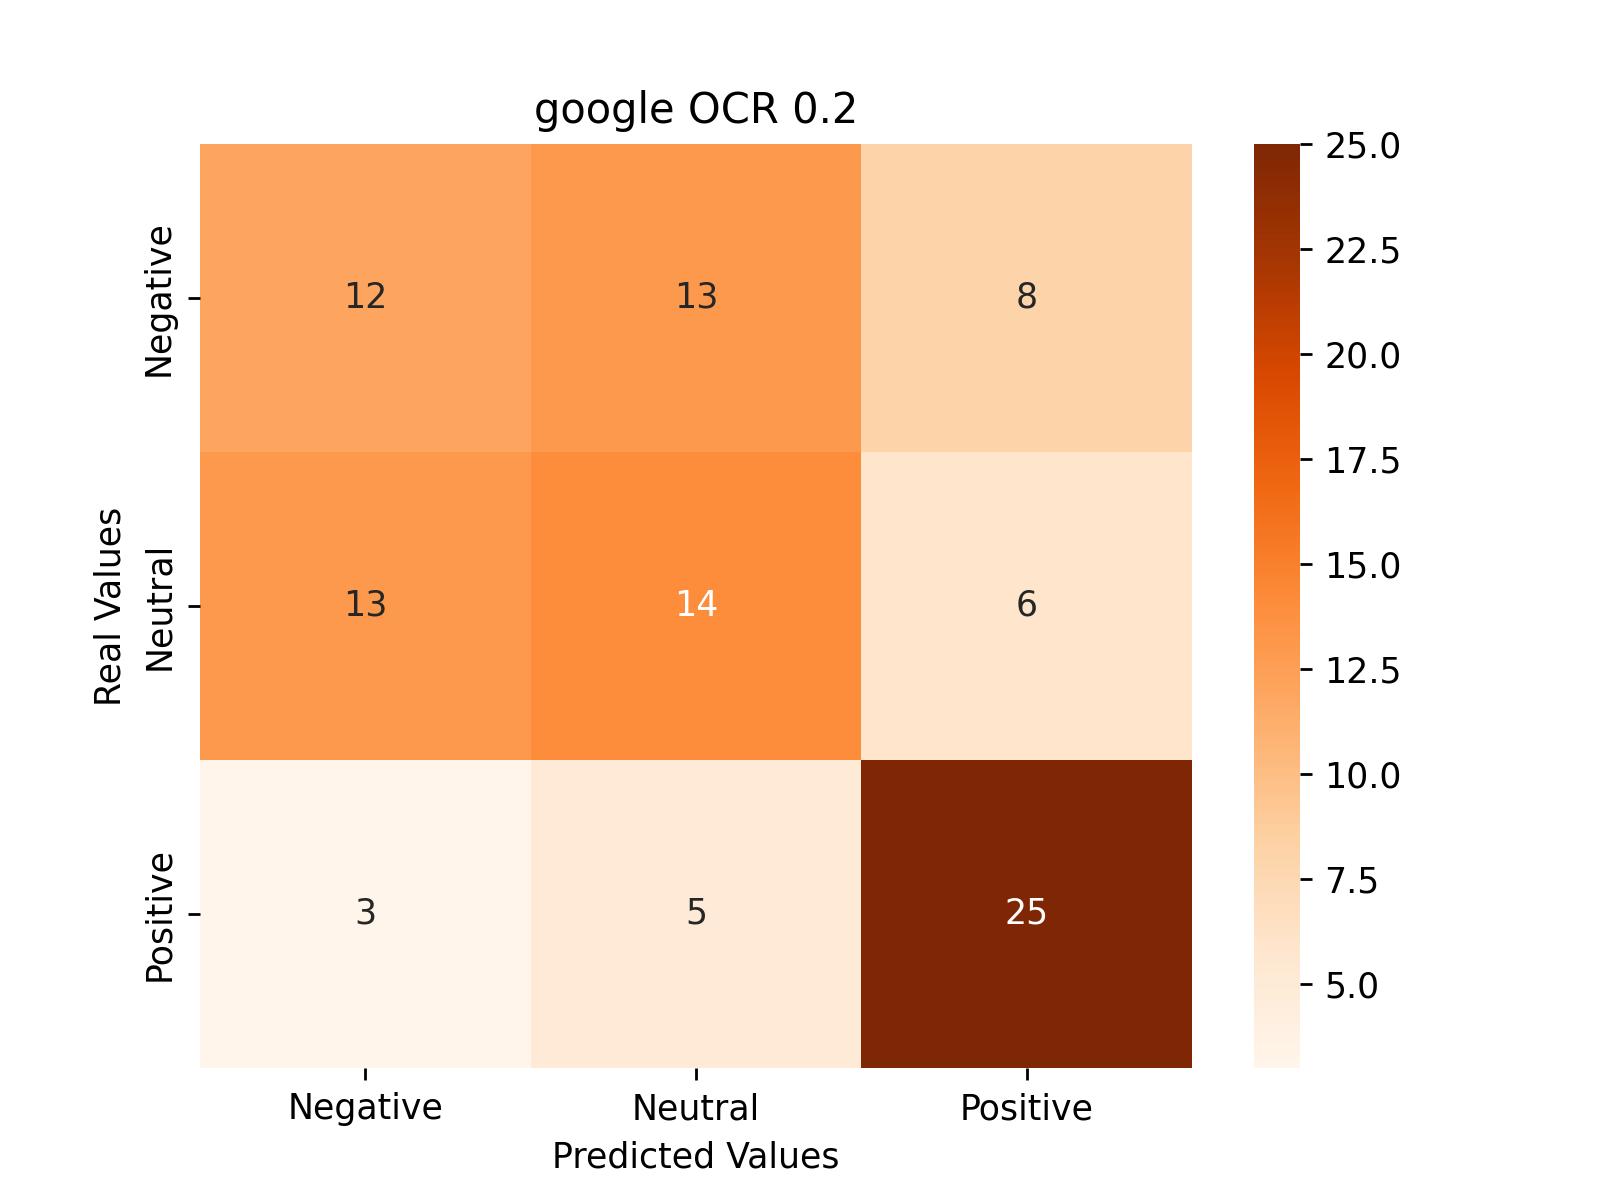 google OCR 0.2
Real Values
Negative
12 13 8
Neutral
13 14 6
Positive
3 5 25
Negative Neutral Positive
Predicted Values
25.0
22.5
20.0
17.5
15.0
12.5
10.0
7.5
5.0